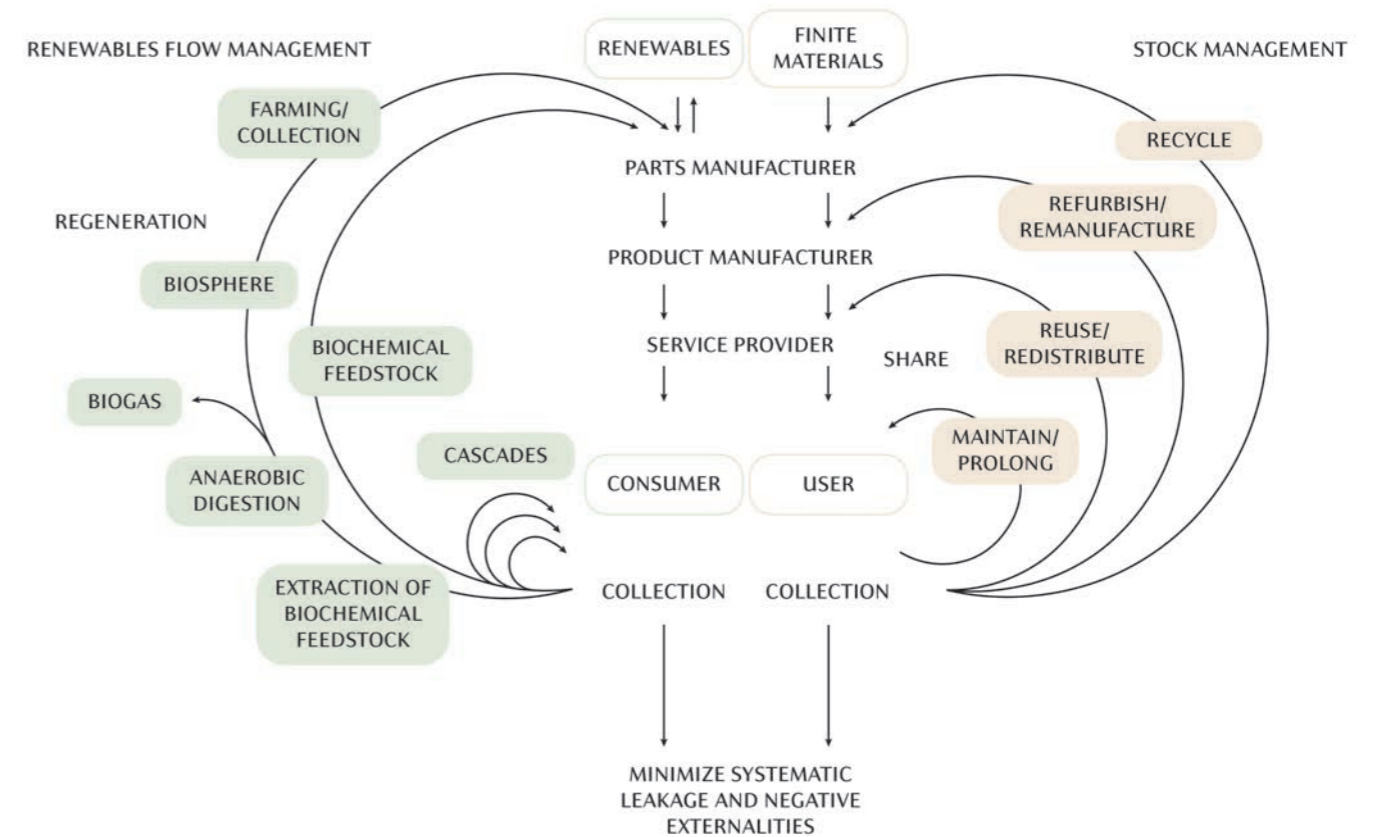 RENEWABLES FLOW MANAGEMENT
RENEWABLES
FINITE
MATERIALS
STOCK MANAGEMENT
FARMING/
COLLECTION
RECYCLE
PARTS MANUFACTURER
REFURBISH/
REMANUFACTURE
REGENERATION
PRODUCT MANUFACTURER
BIOSPHERE
BIOCHEMICAL
FEEDSTOCK
SERVICE PROVIDER
SHARE
REUSE/
REDISTRIBUTE
BIOGAS
CASCADES
MAINTAIN/
PROLONG
ANAEROBIC
DIGESTION
CONSUMER
USER
EXTRACTION OF
BIOCHEMICAL
FEEDSTOCK
COLLECTION
COLLECTION
MINIMIZE SYSTEMATIC
LEAKAGE AND NEGATIVE
EXTERNALITIES